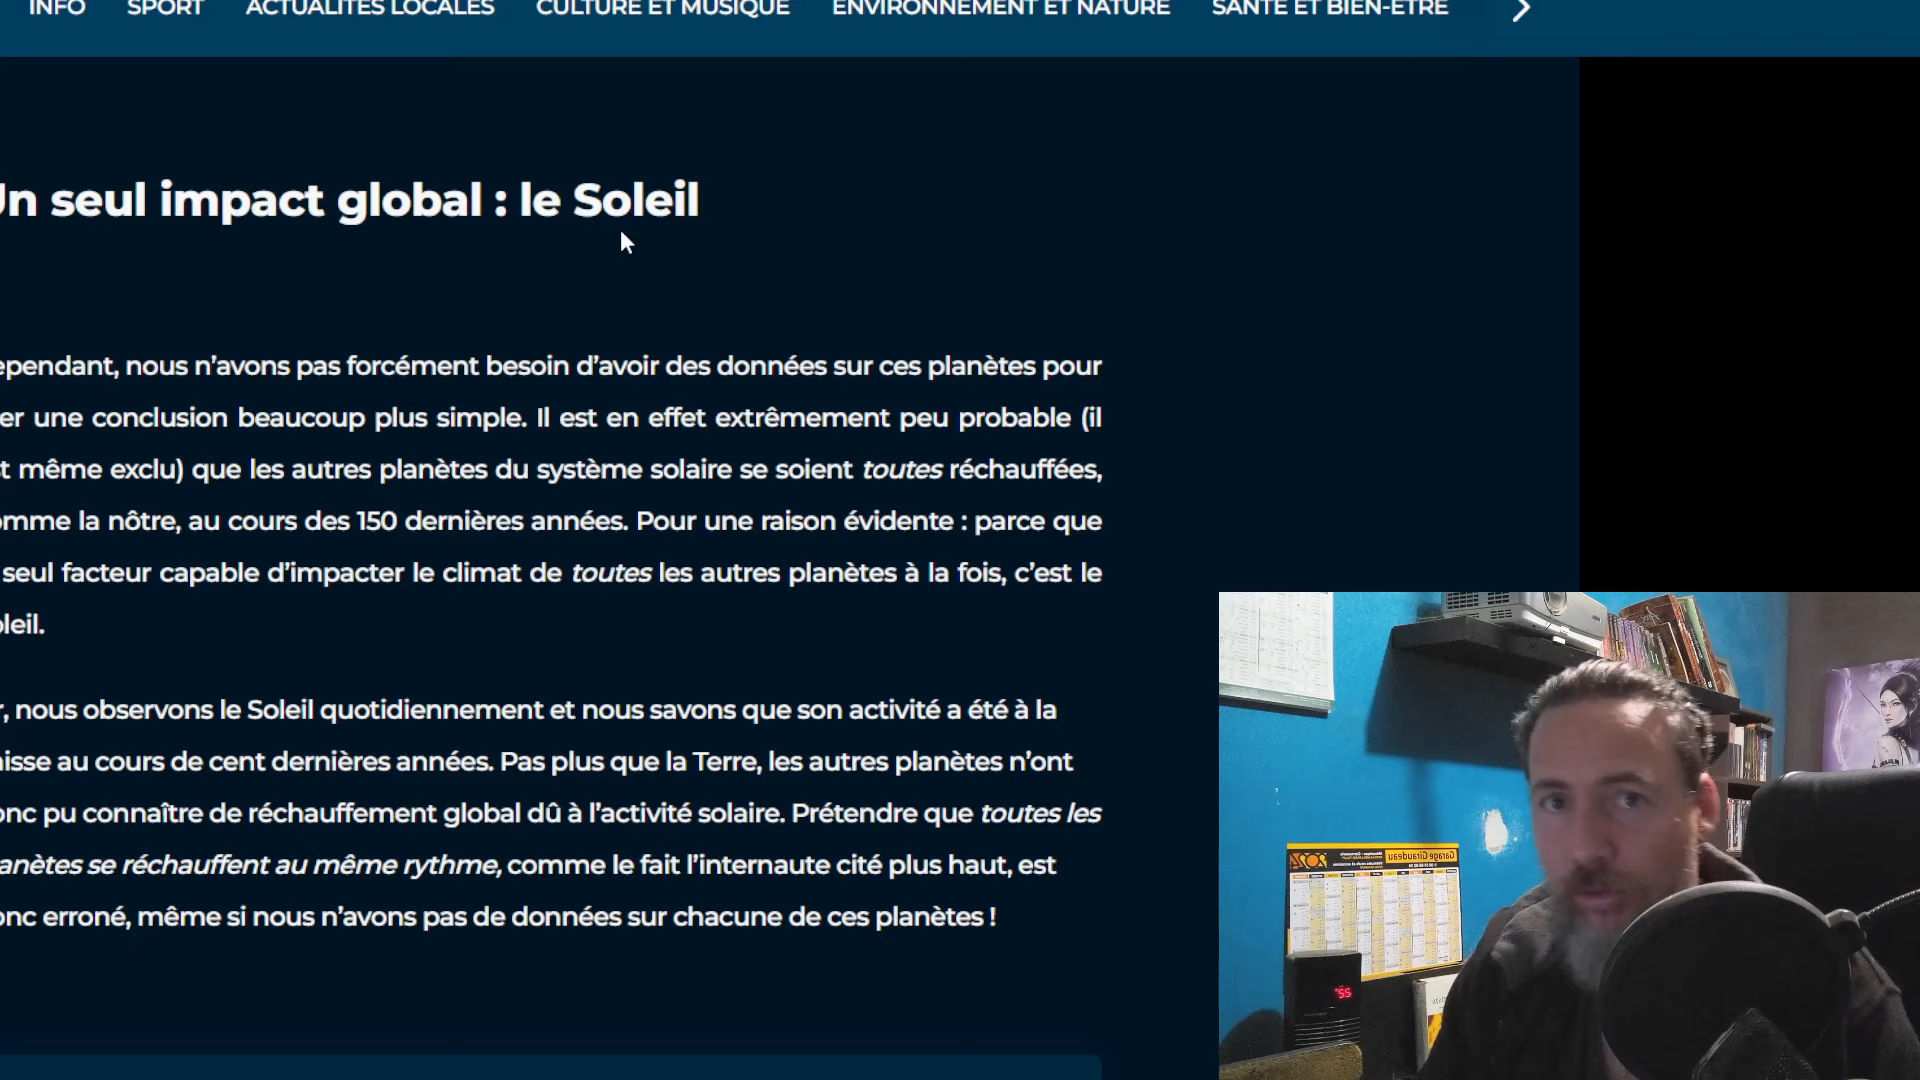 INFO SPORT ACTUALITÉS LOCALES CULTURE ET MUSIQUE ENVIRONNEMENT ET NATURE SANTÉ ET BIEN-ÊTRE
Un seul impact global : le Soleil
ependant, nous n’avons pas forcément besoin d’avoir des données sur ces planètes pour
er une conclusion beaucoup plus simple. Il est en effet extrêmement peu probable (il
t même exclu) que les autres planètes du système solaire se soient toutes réchauffées,
omme la nôtre, au cours des 150 dernières années. Pour une raison évidente : parce que
seul facteur capable d’impacter le climat de toutes les autres planètes à la fois, c’est le
oleil.
r, nous observons le Soleil quotidiennement et nous savons que son activité a été à la
aisse au cours de cent dernières années. Pas plus que la Terre, les autres planètes n’ont
onc pu connaître de réchauffement global dû à l’activité solaire. Prétendre que toutes les
anètes se réchauffent au même rythme, comme le fait l’internaute cité plus haut, est
onc erroné, même si nous n’avons pas de données sur chacune de ces planètes !
Garage Giraudeau